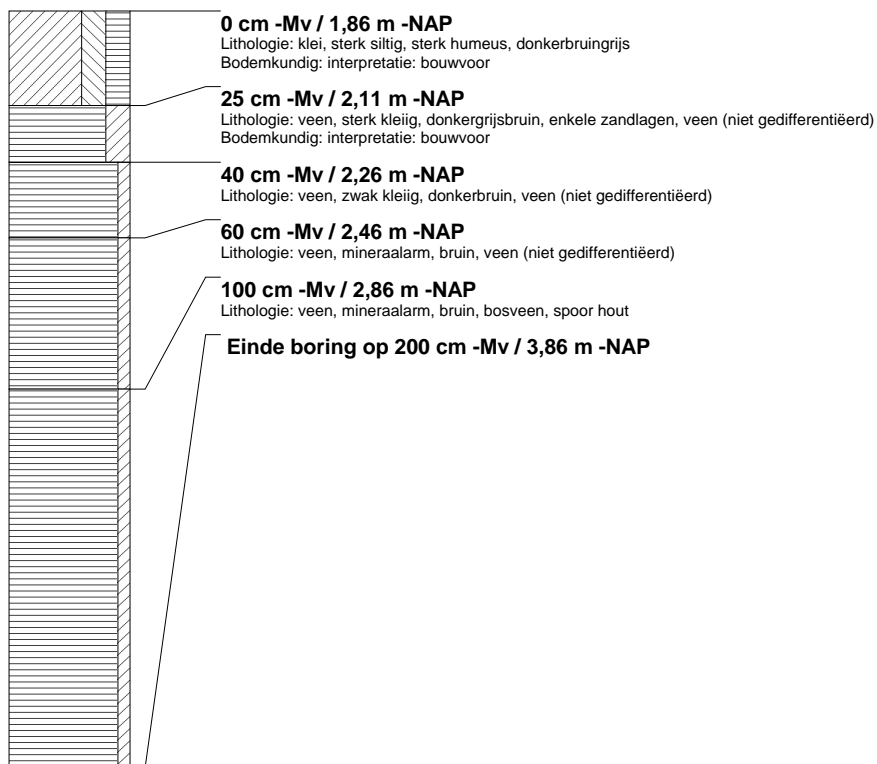 0 cm -Mv / 1,86 m -NAP
Lithologie: klei, sterk siltig, sterk humeus, donkerbruingrijs
Bodemkundig: interpretatie: bouwvoor
25 cm -Mv / 2,11 m -NAP
Lithologie: veen, sterk kleiig, donkergrijsbruin, enkele zandlagen, veen (niet gedifferentiëerd)
Bodemkundig: interpretatie: bouwvoor
40 cm -Mv / 2,26 m -NAP
Lithologie: veen, zwak kleiig, donkerbruin, veen (niet gedifferentiëerd)
60 cm -Mv / 2,46 m -NAP
Lithologie: veen, mineraalarm, bruin, veen (niet gedifferentiëerd)
100 cm -Mv / 2,86 m -NAP
Lithologie: veen, mineraalarm, bruin, bosveen, spoor hout
Einde boring op 200 cm -Mv / 3,86 m -NAP